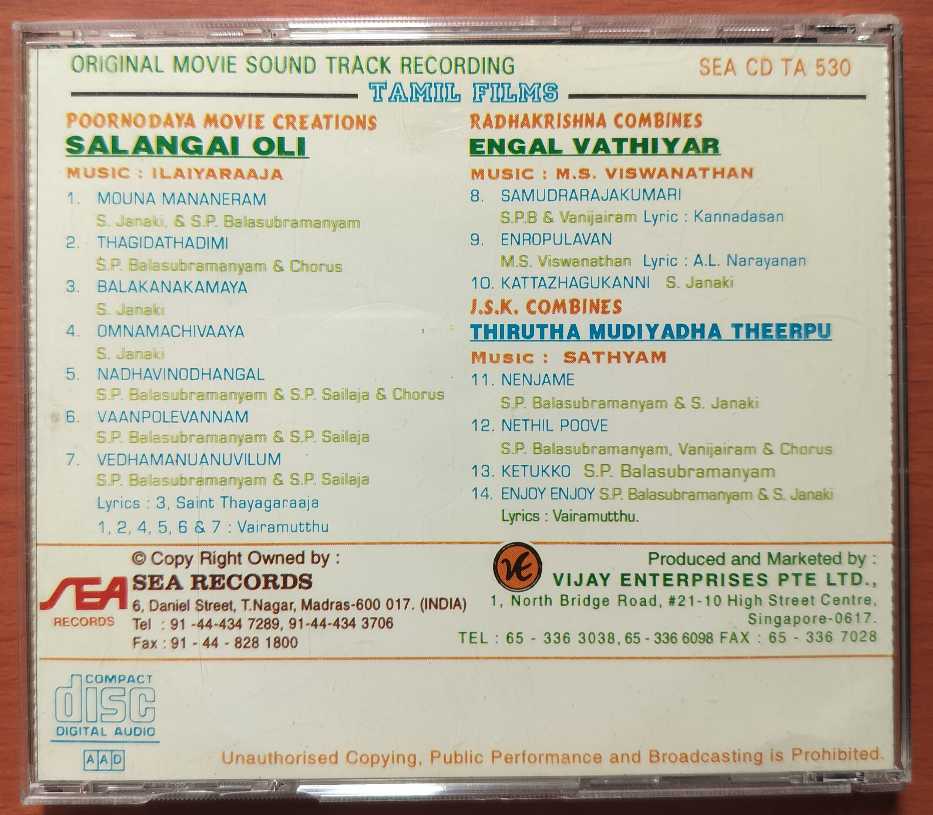 ORIGINAL MOVIE SOUND TRACK RECORDING
SEA CD TA 530
TAMIL FILMS
POORNODAYA MOVIE CREATIONS
SALANGAI OLI
MUSIC : ILAIYARAAJA
1. MOUNA MANANERAM
S. Janaki, & S.P. Balasubramanyam
2. THAGIDATHADIMI
S.P. Balasubramanyam & Chorus
3. BALAKANAKAMAYA
S. Janaki
4. OMNAMACHIVAAYA
S. Janaki
5. NADHAVINODHANGAL
S.P. Balasubramanyam & S.P. Sailaja & Chorus
6. VAANPOLEVANNAM
S.P. Balasubramanyam & S.P. Sailaja
7. VEDHAMANUANUVILUM
S.P. Balasubramanyam & S.P. Sailaja
Lyrics : 3, Saint Thayagaraaja
1, 2, 4, 5, 6 & 7 : Vairamutthu
RADHAKRISHNA COMBINES
ENGAL VATHIYAR
MUSIC : M.S. VISWANATHAN
8. SAMUDRARAJAKUMARI
S.P.B & Vanijairam Lyric : Kannadasan
9. ENROPULAVAN
M.S. Viswanathan Lyric : A.L. Narayanan
10. KATTAZHAGUKANNI S. Janaki
J.S.K. COMBINES
THIRUTHA MUDIYADHA THEERPU
MUSIC : SATHYAM
11. NENJAME
S.P. Balasubramanyam & S. Janaki
12. NETHIL POOVE
S.P. Balasubramanyam, Vanijairam & Chorus
13. KETUKKO S.P. Balasubramanyam
14. ENJOY ENJOY S.P. Balasubramanyam & S. Janaki
Lyrics : Vairamutthu.
SEA
RECORDS
© Copy Right Owned by :
SEA RECORDS
6, Daniel Street, T.Nagar, Madras-600 017. (INDIA)
Tel : 91 -44-434 7289, 91-44-434 3706
Fax : 91 - 44 - 828 1800
VE
Produced and Marketed by :
VIJAY ENTERPRISES PTE LTD.,
1, North Bridge Road, #21-10 High Street Centre,
Singapore-0617.
TEL : 65 - 336 3038, 65 - 336 6098 FAX : 65 - 336 7028
COMPACT
disc
DIGITAL AUDIO
AAD
Unauthorised Copying, Public Performance and Broadcasting is Prohibited.